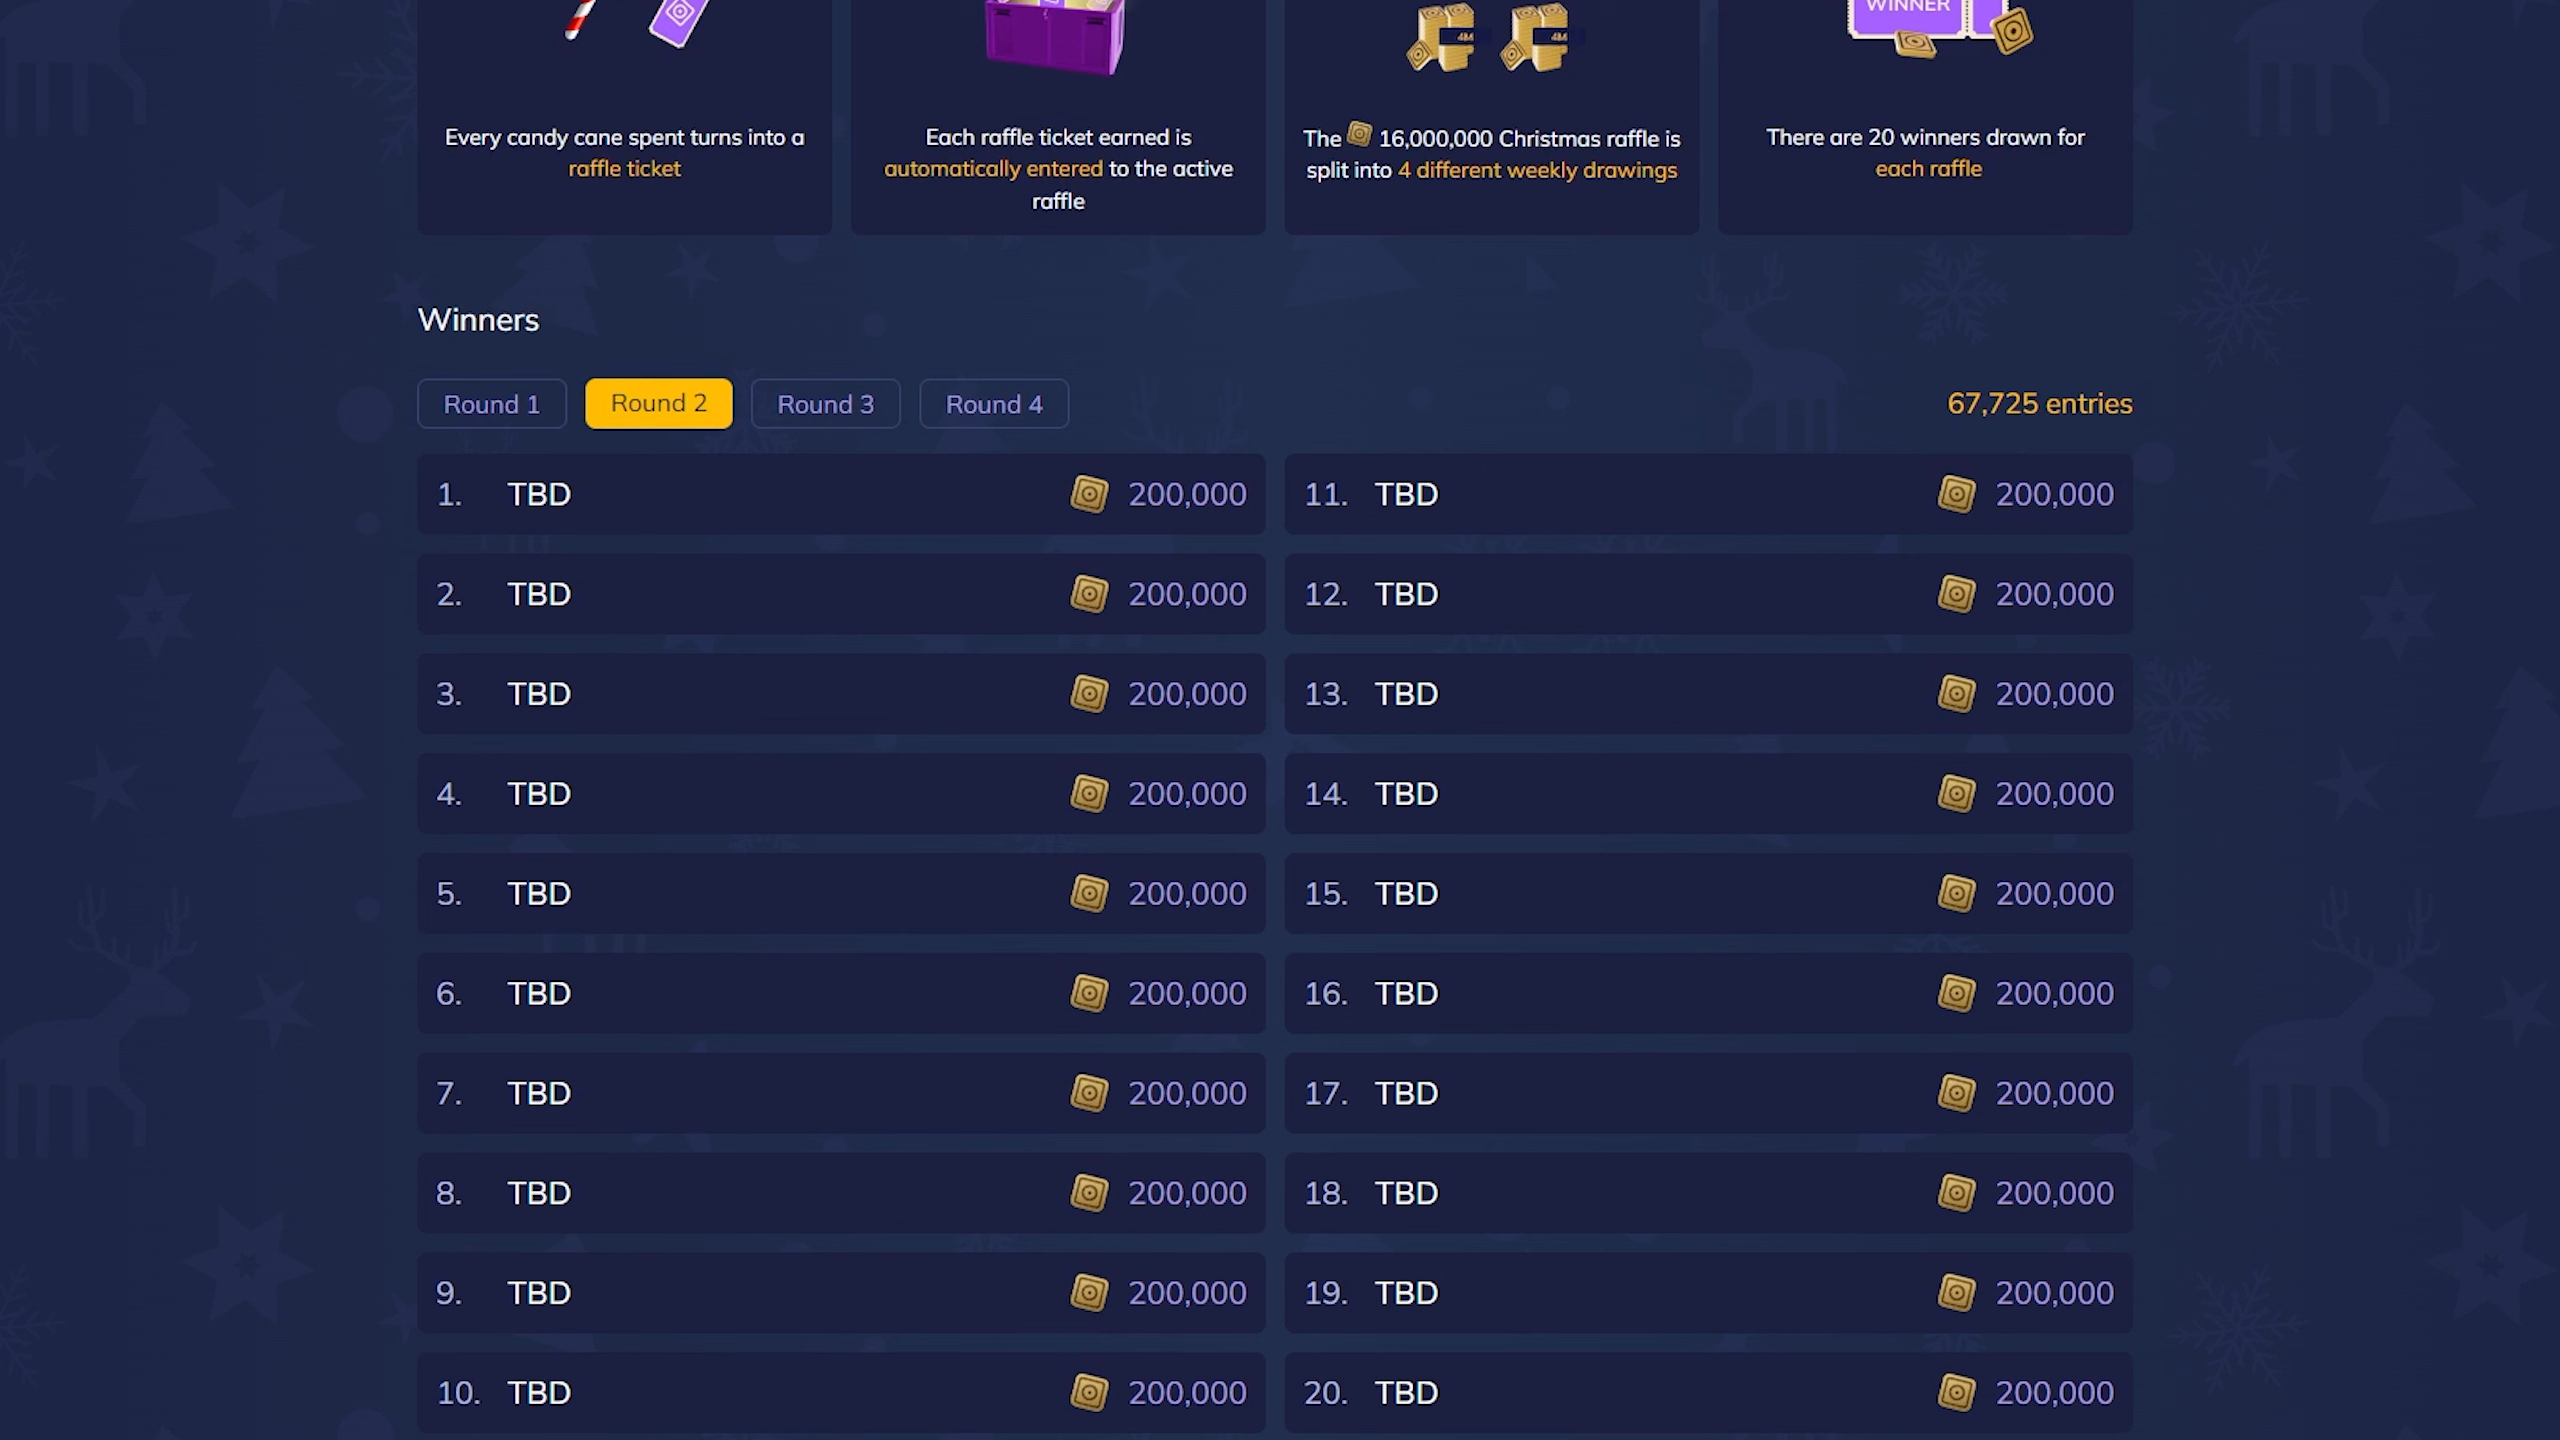 4M
4M
WINNER
Every candy cane spent turns into a
raffle ticket
Each raffle ticket earned is
automatically entered to the active
raffle
The 16,000,000 Christmas raffle is
split into 4 different weekly drawings
There are 20 winners drawn for
each raffle
Winners
Round 1
Round 2
Round 3
Round 4
67,725 entries
1. TBD 200,000
2. TBD 200,000
3. TBD 200,000
4. TBD 200,000
5. TBD 200,000
6. TBD 200,000
7. TBD 200,000
8. TBD 200,000
9. TBD 200,000
10. TBD 200,000
11. TBD 200,000
12. TBD 200,000
13. TBD 200,000
14. TBD 200,000
15. TBD 200,000
16. TBD 200,000
17. TBD 200,000
18. TBD 200,000
19. TBD 200,000
20. TBD 200,000